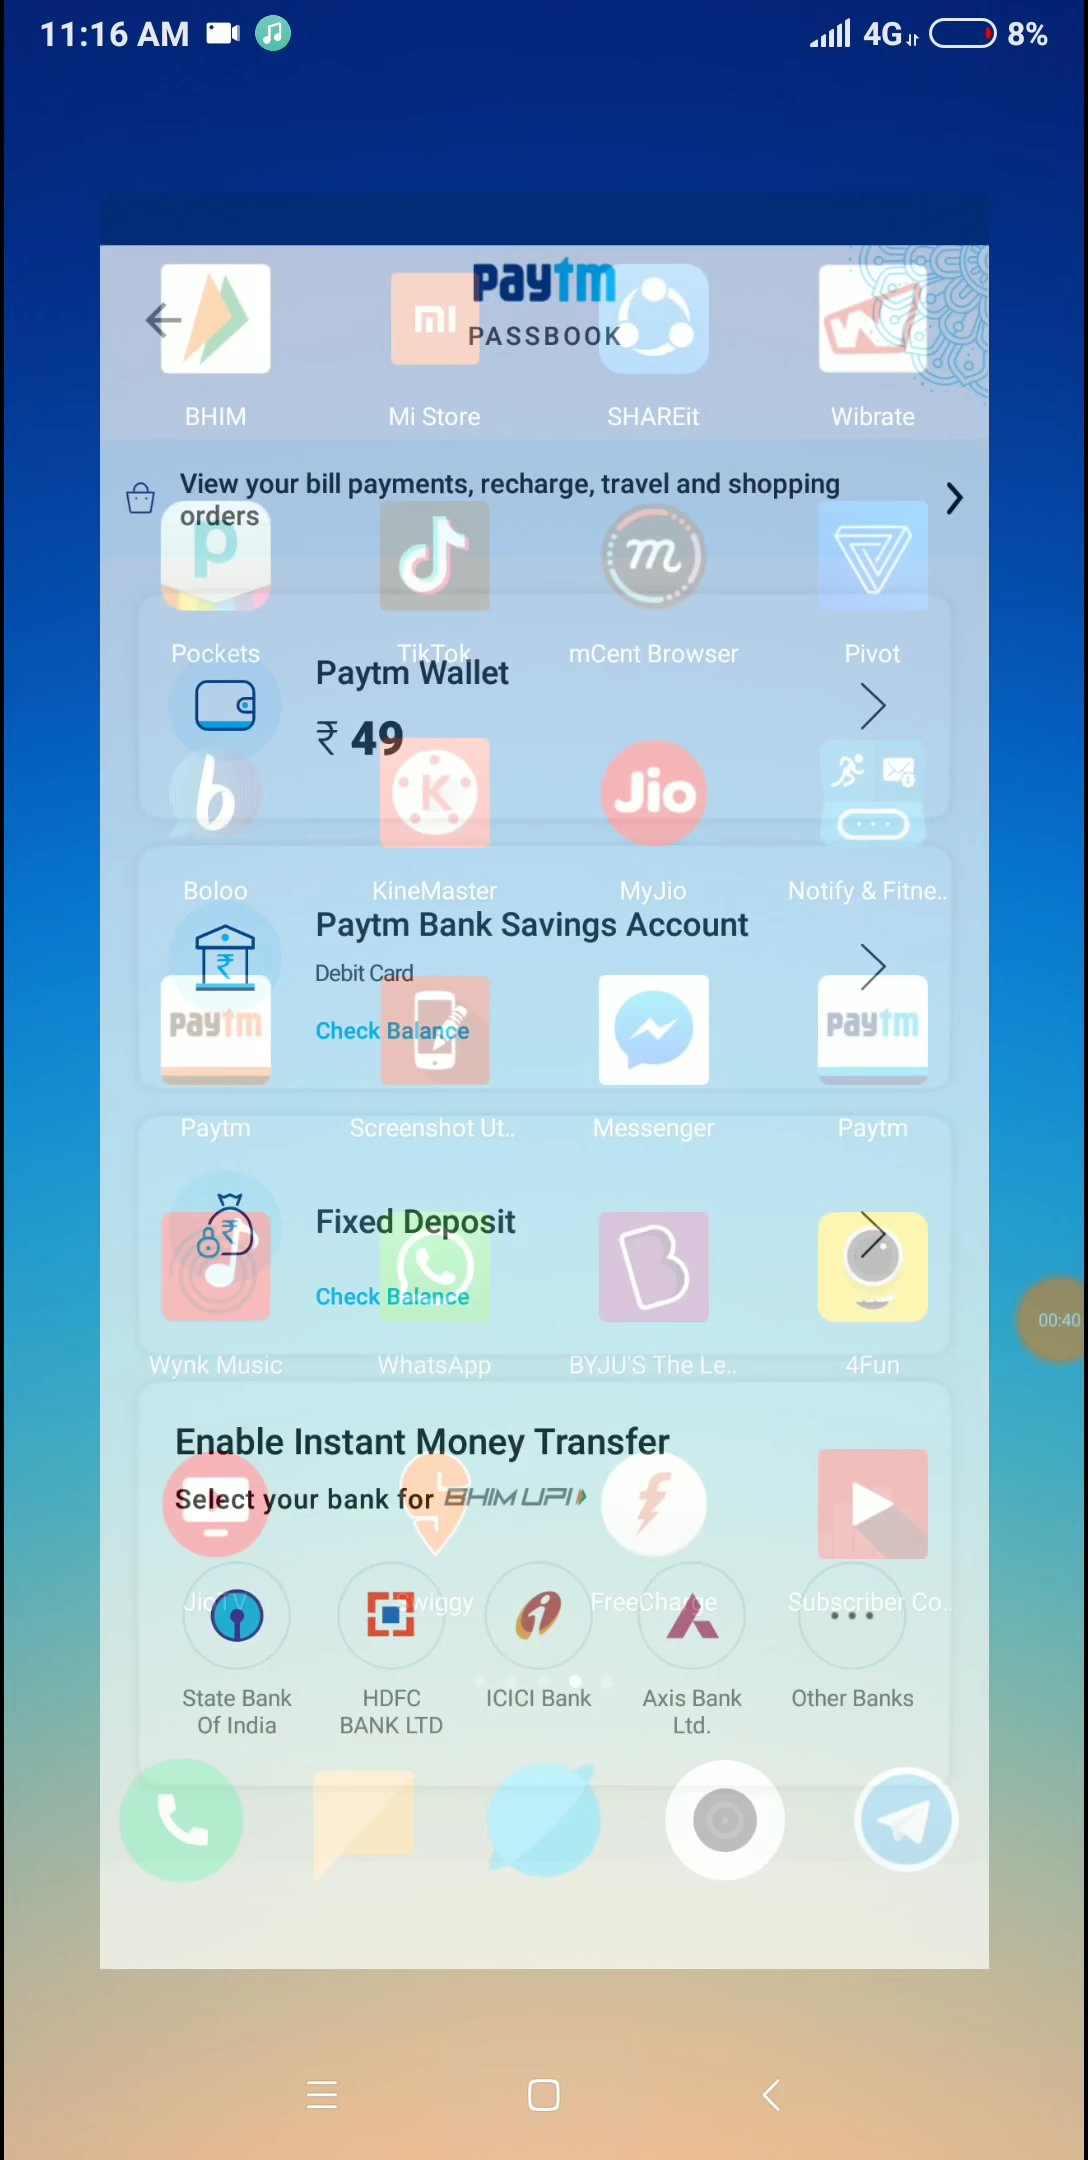 11:16 AM 4G 8%
paytm
PASSBOOK
mi
BHIM Mi Store SHAREit Wibrate
View your bill payments, recharge, travel and shopping
orders
p m
Pockets TikTok mCent Browser Pivot
Paytm Wallet
₹ 49
b K Jio
Boloo KineMaster MyJio Notify & Fitne..
Paytm Bank Savings Account
Debit Card
Check Balance
paytm paytm
Paytm Screenshot Ut.. Messenger Paytm
Fixed Deposit
Check Balance
00:40
Wynk Music WhatsApp BYJU'S The Le.. 4Fun
Enable Instant Money Transfer
Select your bank for BHIM UPI
JioTV Swiggy FreeCharge Subscriber Co..
State Bank
Of India
HDFC
BANK LTD
ICICI Bank
Axis Bank
Ltd.
Other Banks